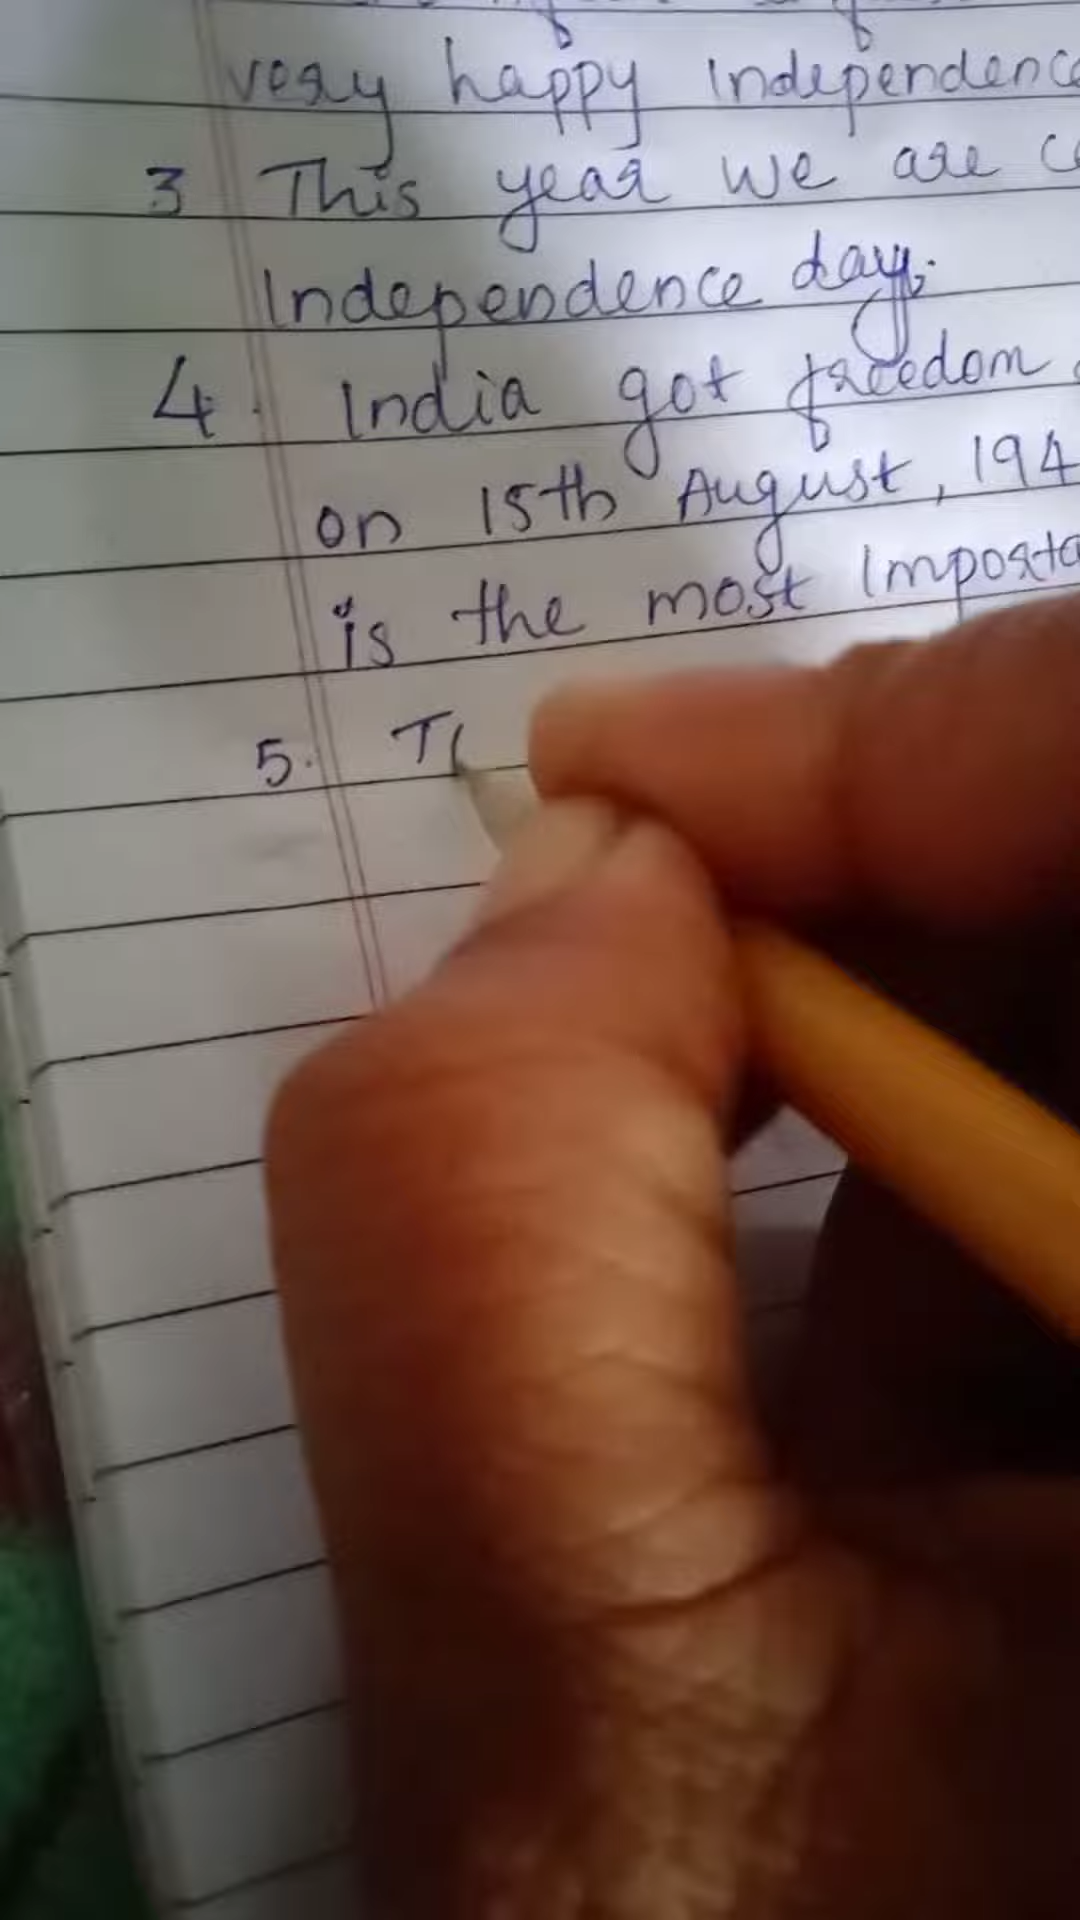 very happy Independence
3 This year we are
Independence day.
4. India got freedom
on 15th August, 194
is the most Importa
5. T